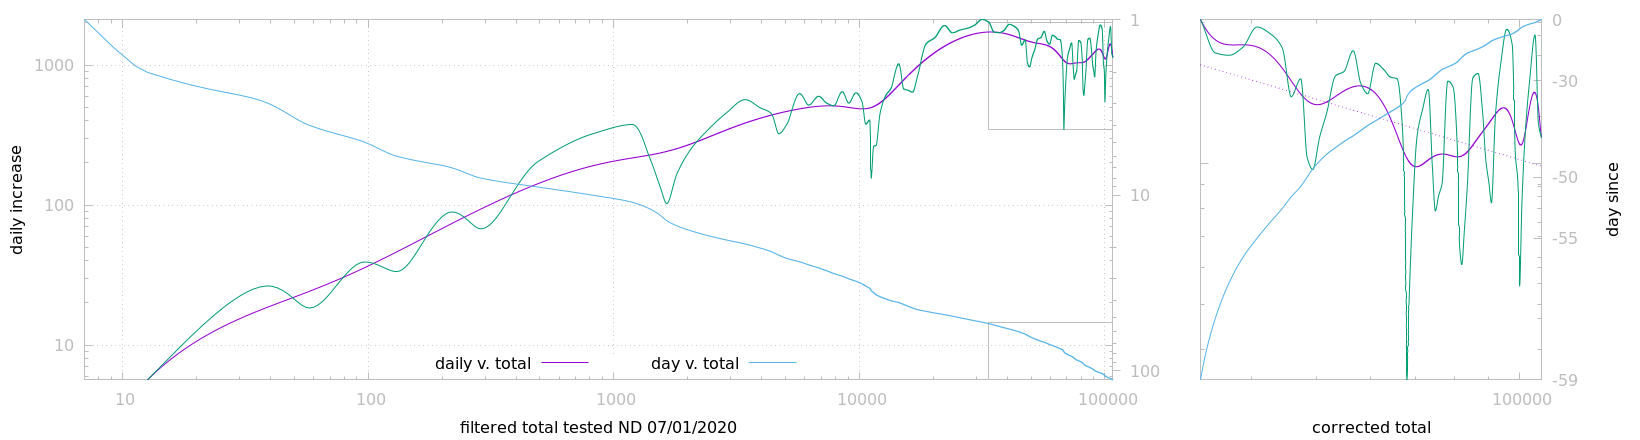 1000
100
10
daily increase
10
100
1000
10000
100000
filtered total tested ND 07/01/2020
daily v. total
day v. total
1
10
100
0
-30
-50
-55
-59
day since
100000
corrected total